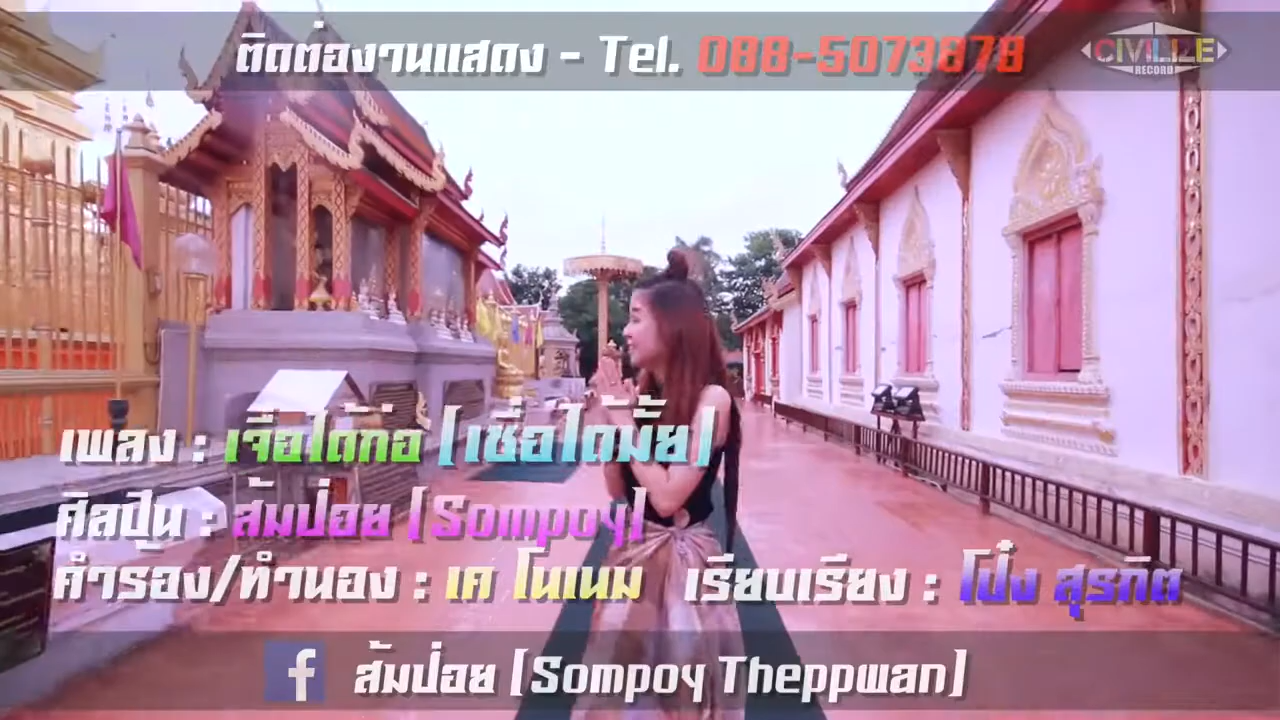 ติดต่องานแสดง - Tel. 088-5073878
CIVILIZE
RECORD
เพลง : เจื้อได้ก่อ [เชื่อได้มั้ย]
ศิลปิน : ส้มป่อย [Sompoy]
คำร้อง/ทำนอง : เค โนเนม เรียบเรียง : โป๋ง สุรกิต
f ส้มป่อย [Sompoy Theppwan]